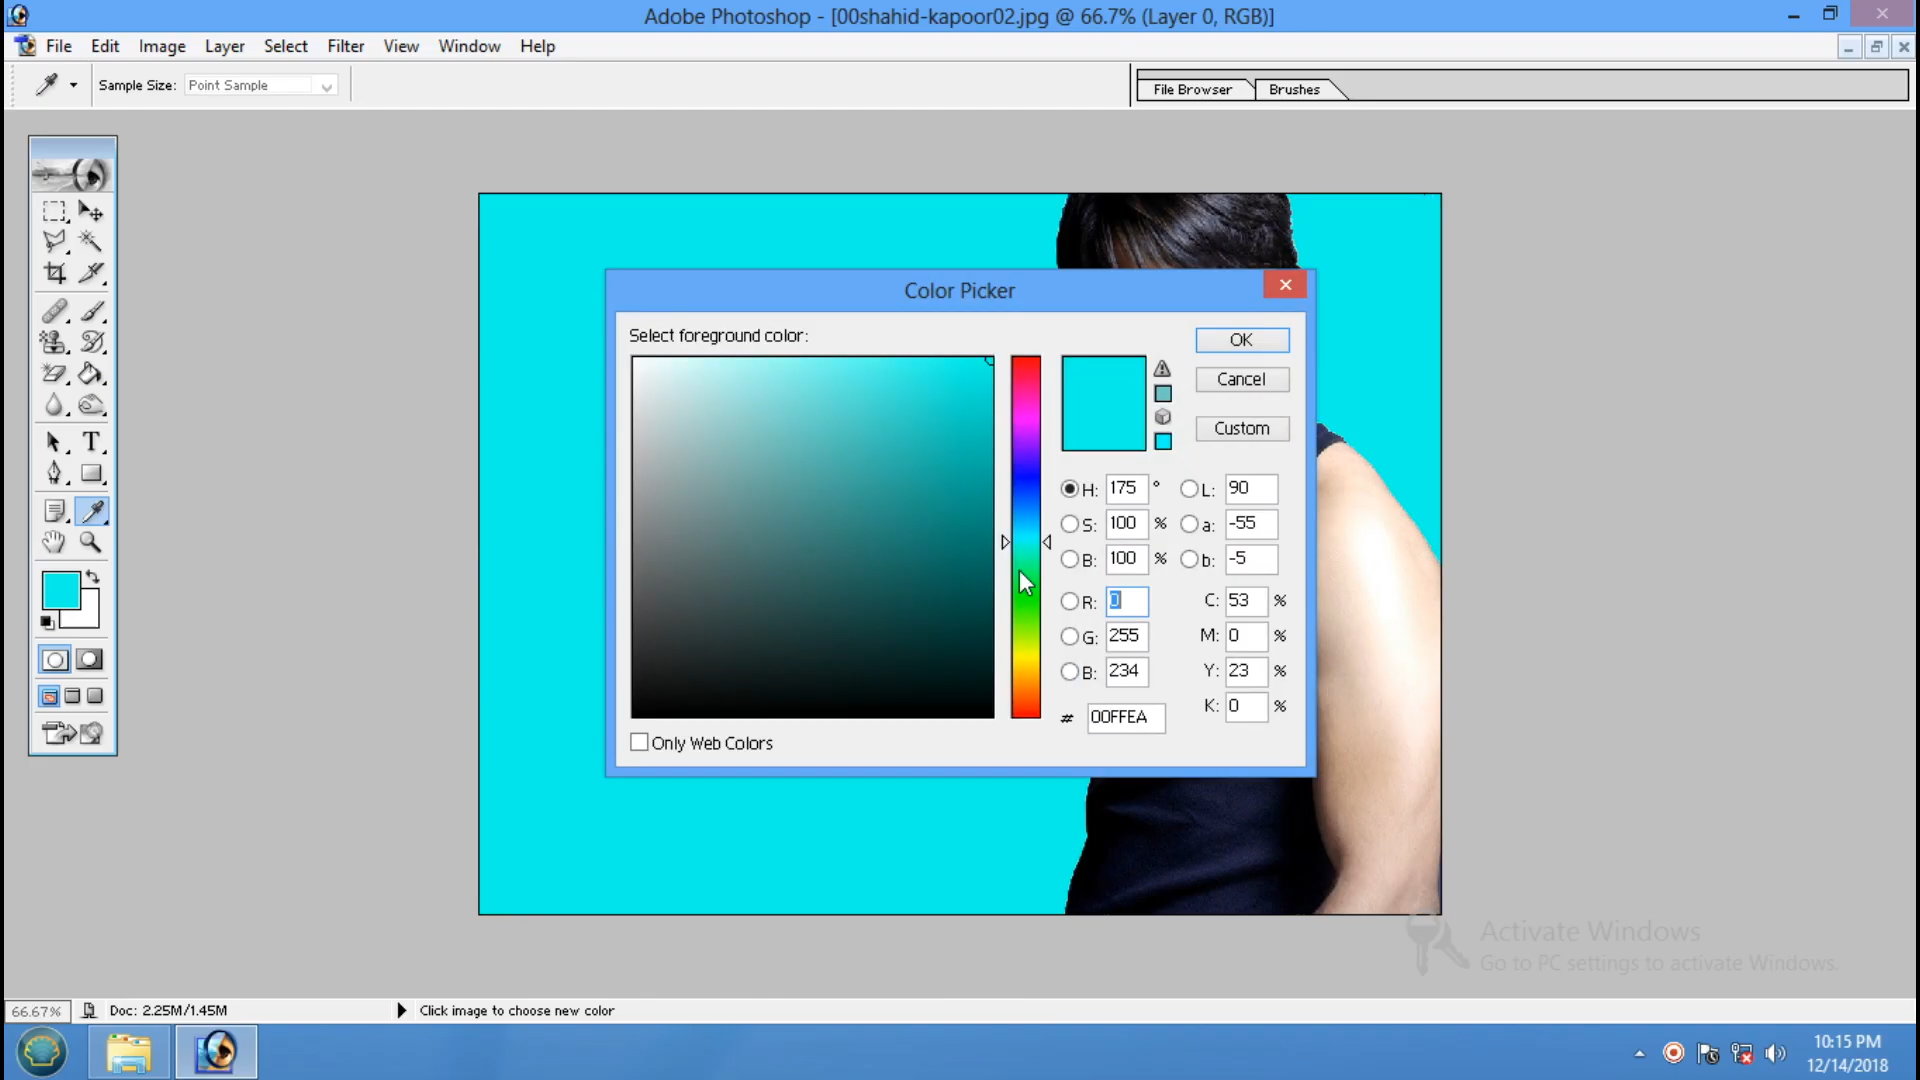 Adobe Photoshop - [00shahid-kapoor02.jpg @ 66.7% (Layer 0, RGB)]
File Edit Image Layer Select Filter View Window Help
Sample Size: Point Sample
File Browser Brushes
Color Picker
Select foreground color:
OK
Cancel
Custom
H: 175 ° L: 90
S: 100 % a: -55
B: 100 % b: -5
R: 0 C: 53 %
G: 255 M: 0 %
B: 234 Y: 23 %
# 00FFEA K: 0 %
Only Web Colors
T
Activate Windows
Go to PC settings to activate Windows.
66.67% Doc: 2.25M/1.45M Click image to choose new color
10:15 PM
12/14/2018